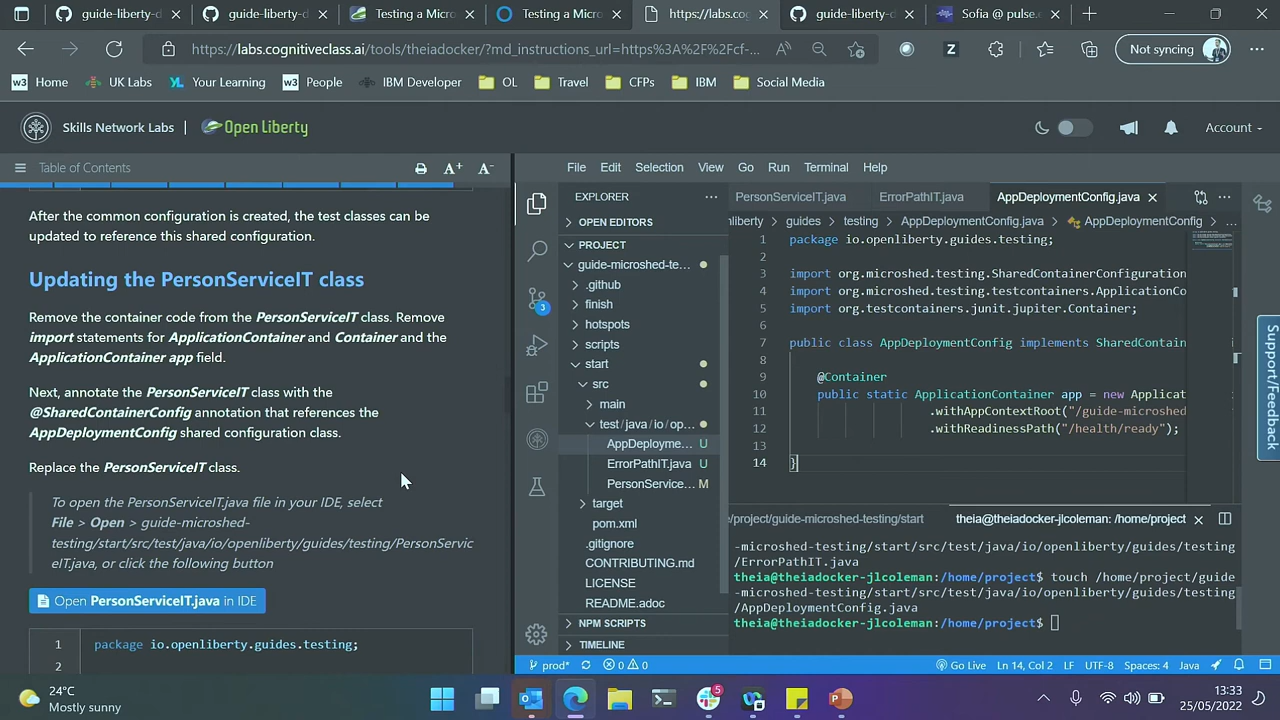 guide-liberty-d
guide-liberty-d
Testing a Micro
Testing a Micro
https://labs.cog
guide-liberty-d
Sofia @ pulse.c
https://labs.cognitiveclass.ai/tools/theiadocker/?md_instructions_url=https%3A%2F%2Fcf-...
Not syncing
w3 Home
UK Labs
YL Your Learning
w3 People
IBM Developer
OL
Travel
CFPs
IBM
Social Media
Skills Network Labs
Open Liberty
Account
Table of Contents
A+
A-
After the common configuration is created, the test classes can be
updated to reference this shared configuration.
Updating the PersonServiceIT class
Remove the container code from the PersonServiceIT class. Remove
import statements for ApplicationContainer and Container and the
ApplicationContainer app field.
Next, annotate the PersonServiceIT class with the
@SharedContainerConfig annotation that references the
AppDeploymentConfig shared configuration class.
Replace the PersonServiceIT class.
To open the PersonServiceIT.java file in your IDE, select
File > Open > guide-microshed-
testing/start/src/test/java/io/openliberty/guides/testing/PersonServic
eIT.java, or click the following button
Open PersonServiceIT.java in IDE
1 package io.openliberty.guides.testing;
2
File Edit Selection View Go Run Terminal Help
EXPLORER
OPEN EDITORS
PROJECT
guide-microshed-te...
.github
finish
hotspots
scripts
start
src
main
test/java/io/op...
AppDeployme... U
ErrorPathIT.java U
PersonService... M
target
pom.xml
.gitignore
CONTRIBUTING.md
LICENSE
README.adoc
NPM SCRIPTS
TIMELINE
3
PersonServiceIT.java
ErrorPathIT.java
AppDeploymentConfig.java
nliberty > guides > testing > AppDeploymentConfig.java > AppDeploymentConfig
1 package io.openliberty.guides.testing;
2
3 import org.microshed.testing.SharedContainerConfiguration
4 import org.microshed.testing.testcontainers.ApplicationCo
5 import org.testcontainers.junit.jupiter.Container;
6
7 public class AppDeploymentConfig implements SharedContain
8
9 @Container
10 public static ApplicationContainer app = new Applicat
11 .withAppContextRoot("/guide-microshed
12 .withReadinessPath("/health/ready");
13
14 }
/project/guide-microshed-testing/start
theia@theiadocker-jlcoleman: /home/project
-microshed-testing/start/src/test/java/io/openliberty/guides/testing
/ErrorPathIT.java
theia@theiadocker-jlcoleman:/home/project$ touch /home/project/guide
-microshed-testing/start/src/test/java/io/openliberty/guides/testing
/AppDeploymentConfig.java
theia@theiadocker-jlcoleman:/home/project$
Support/Feedback
prod*
0
0
Go Live
Ln 14, Col 2
LF
UTF-8
Spaces: 4
Java
24°C
Mostly sunny
5
13:33
25/05/2022